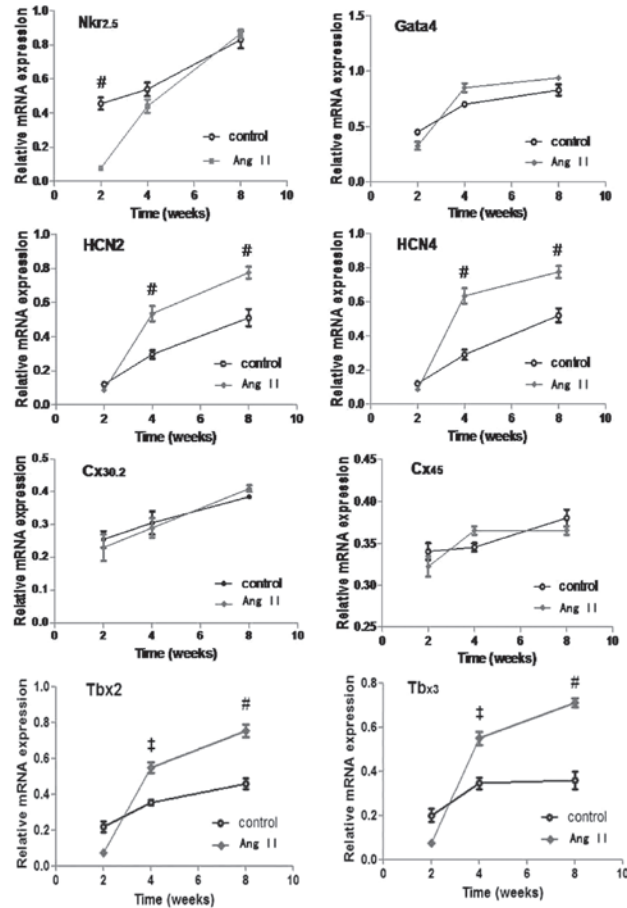 Nkr2.5
#
Relative mRNA expression
1.0
0.8
0.6
0.4
0.2
0.0
0 2 4 6 8 10
Time (weeks)
control
Ang II
Gata4
Relative mRNA expression
1.5
1.0
0.5
0.0
0 2 4 6 8 10
Time (weeks)
control
Ang II
HCN2
# #
Relative mRNA expression
0.8
0.6
0.4
0.2
0.0
0 2 4 6 8 10
Time (weeks)
control
Ang II
HCN4
# #
Relative mRNA expression
0.8
0.6
0.4
0.2
0.0
0 2 4 6 8 10
Time (weeks)
control
Ang II
Cx30.2
Relative mRNA expression
0.5
0.4
0.3
0.2
0.1
0.0
0 2 4 6 8 10
Time (weeks)
control
Ang II
Cx45
Relative mRNA expression
0.45
0.40
0.35
0.30
0.25
0 2 4 6 8 10
Time (weeks)
control
Ang II
Tbx2
‡ #
Relative mRNA expression
1.0
0.8
0.6
0.4
0.2
0.0
0 2 4 6 8 10
Time (weeks)
control
Ang II
Tbx3
‡ #
Relative mRNA expression
0.8
0.6
0.4
0.2
0.0
0 2 4 6 8 10
Time (weeks)
control
Ang II